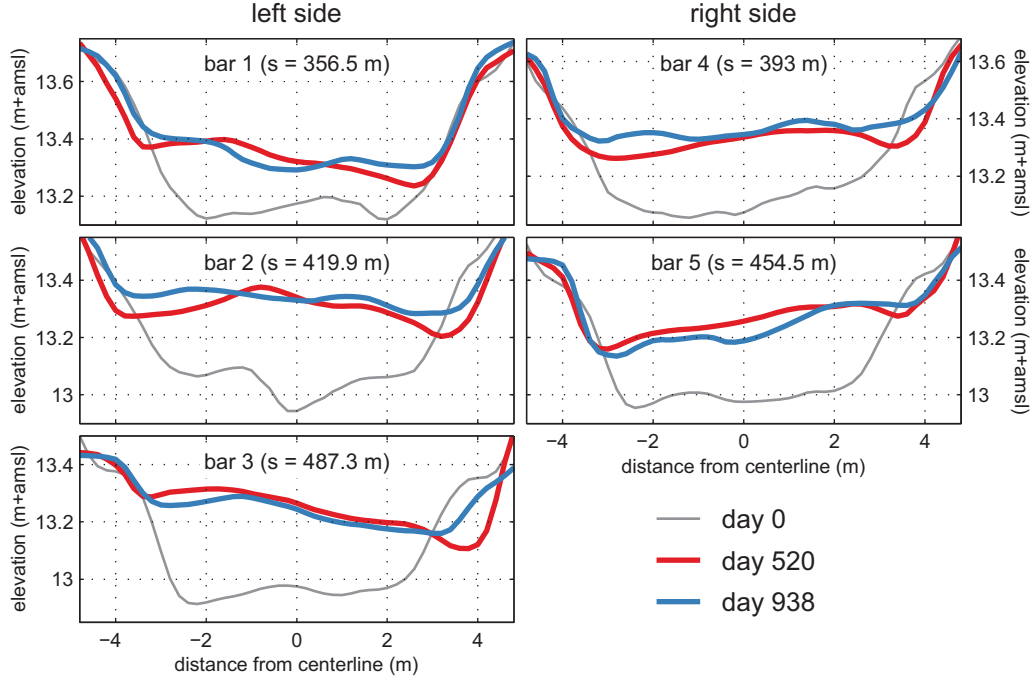 left side
right side
bar 1 (s = 356.5 m)
elevation (m+amsl)
13.6
13.4
13.2
bar 4 (s = 393 m)
elevation (m+amsl)
13.6
13.4
13.2
bar 2 (s = 419.9 m)
elevation (m+amsl)
13.4
13.2
13
bar 5 (s = 454.5 m)
elevation (m+amsl)
13.4
13.2
13
−4
−2
0
2
4
distance from centerline (m)
bar 3 (s = 487.3 m)
elevation (m+amsl)
13.4
13.2
13
−4
−2
0
2
4
distance from centerline (m)
day 0
day 520
day 938